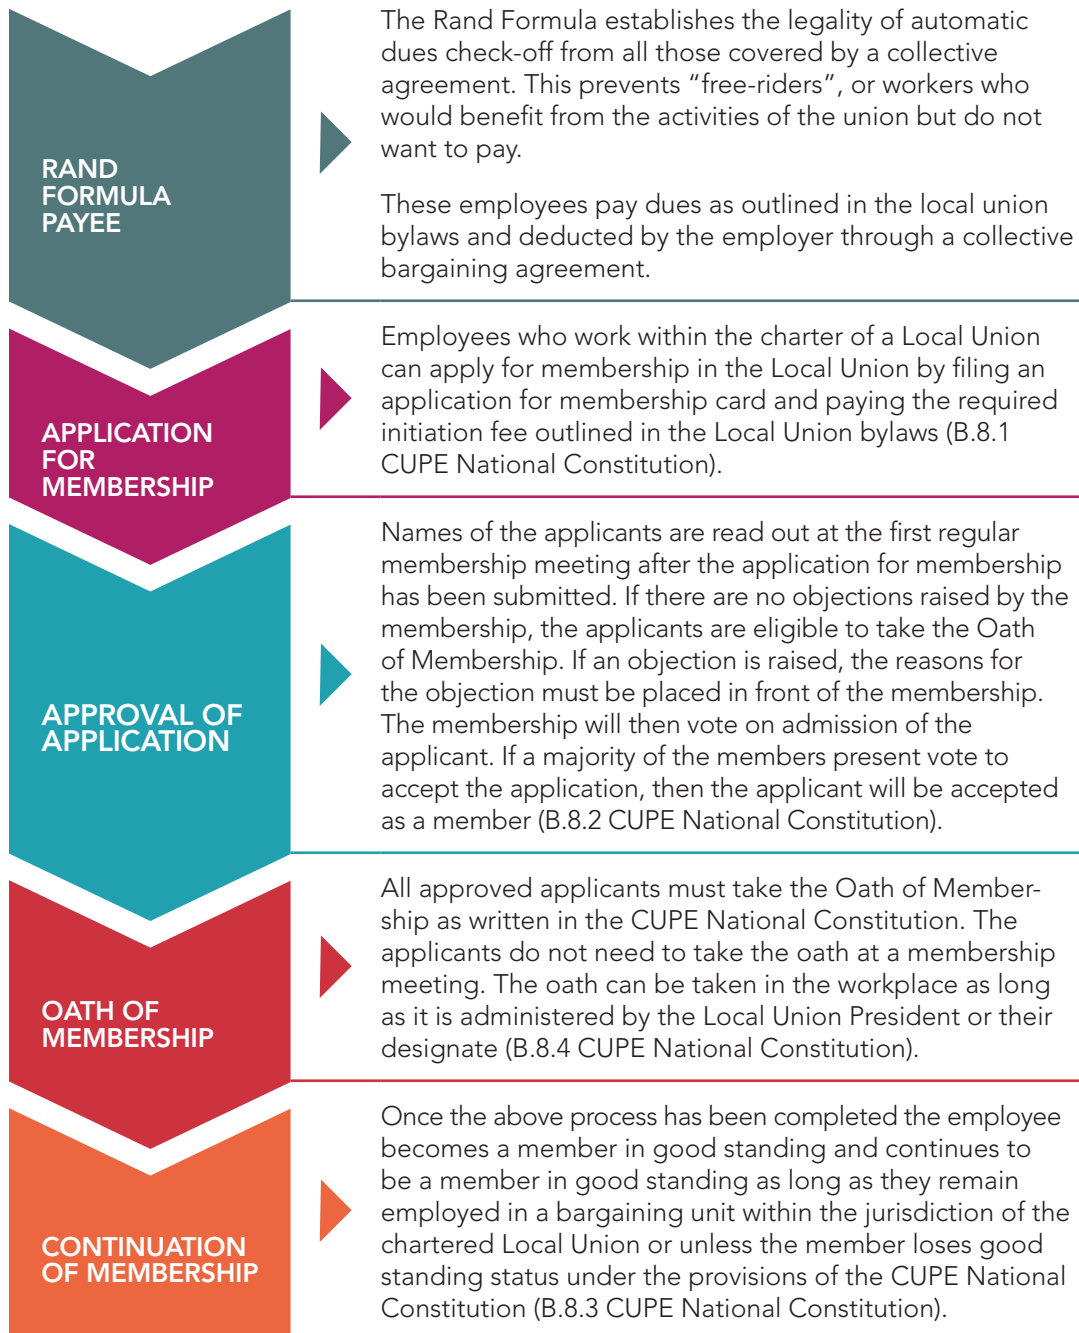 RAND
FORMULA
PAYEE
The Rand Formula establishes the legality of automatic
dues check-off from all those covered by a collective
agreement. This prevents “free-riders”, or workers who
would benefit from the activities of the union but do not
want to pay.
These employees pay dues as outlined in the local union
bylaws and deducted by the employer through a collective
bargaining agreement.
APPLICATION
FOR
MEMBERSHIP
Employees who work within the charter of a Local Union
can apply for membership in the Local Union by filing an
application for membership card and paying the required
initiation fee outlined in the Local Union bylaws (B.8.1
CUPE National Constitution).
APPROVAL OF
APPLICATION
Names of the applicants are read out at the first regular
membership meeting after the application for membership
has been submitted. If there are no objections raised by the
membership, the applicants are eligible to take the Oath
of Membership. If an objection is raised, the reasons for
the objection must be placed in front of the membership.
The membership will then vote on admission of the
applicant. If a majority of the members present vote to
accept the application, then the applicant will be accepted
as a member (B.8.2 CUPE National Constitution).
OATH OF
MEMBERSHIP
All approved applicants must take the Oath of Member-
ship as written in the CUPE National Constitution. The
applicants do not need to take the oath at a membership
meeting. The oath can be taken in the workplace as long
as it is administered by the Local Union President or their
designate (B.8.4 CUPE National Constitution).
CONTINUATION
OF MEMBERSHIP
Once the above process has been completed the employee
becomes a member in good standing and continues to
be a member in good standing as long as they remain
employed in a bargaining unit within the jurisdiction of the
chartered Local Union or unless the member loses good
standing status under the provisions of the CUPE National
Constitution (B.8.3 CUPE National Constitution).